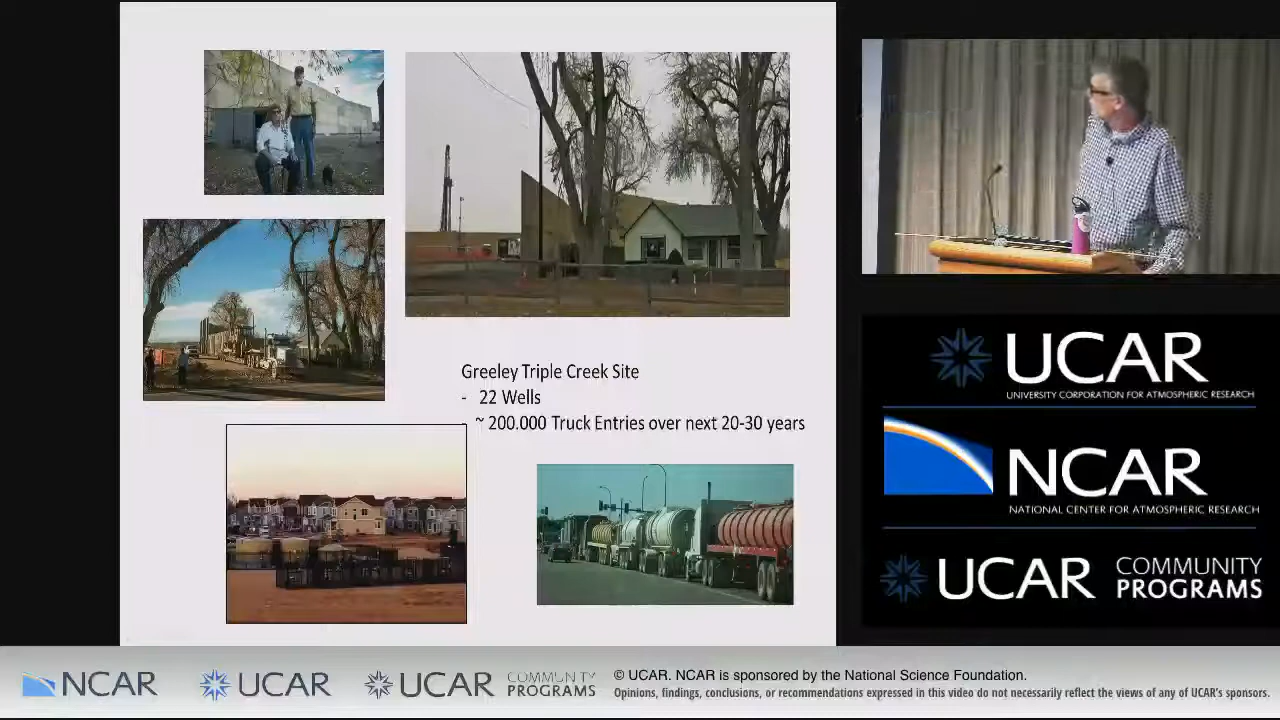 Greeley Triple Creek Site
- 22 Wells
- ~ 200.000 Truck Entries over next 20-30 years
UCAR
UNIVERSITY CORPORATION FOR ATMOSPHERIC RESEARCH
NCAR
NATIONAL CENTER FOR ATMOSPHERIC RESEARCH
UCAR COMMUNITY
PROGRAMS
NCAR
UCAR
UCAR COMMUNITY
PROGRAMS
© UCAR. NCAR is sponsored by the National Science Foundation.
Opinions, findings, conclusions, or recommendations expressed in this video do not necessarily reflect the views of any of UCAR's sponsors.